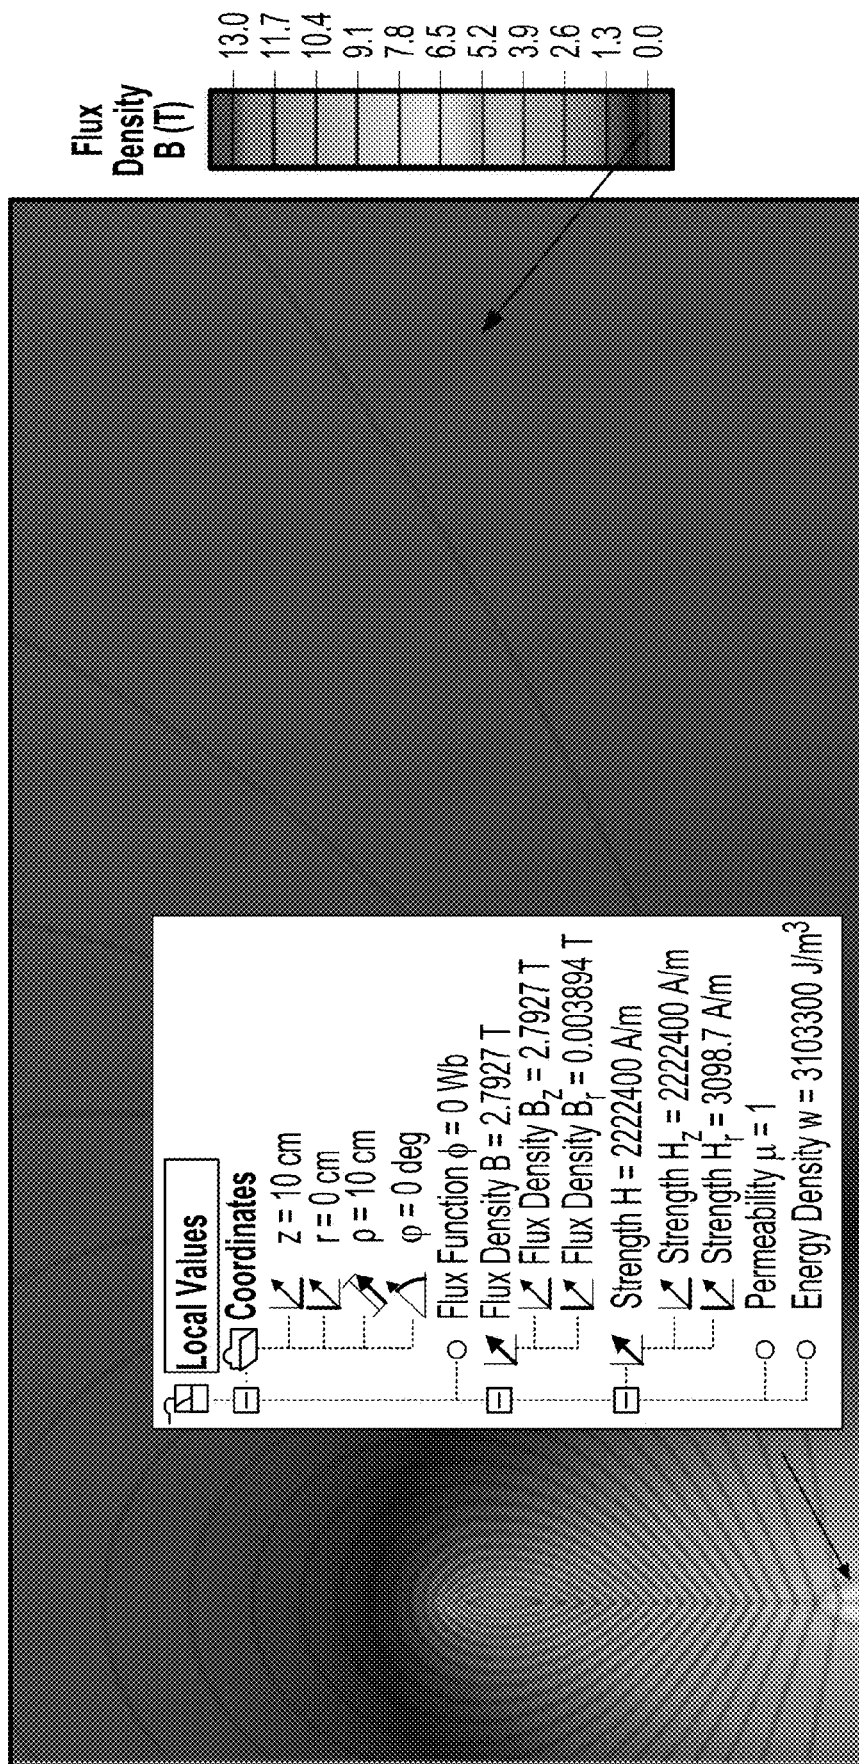 Local Values
Coordinates
z = 10 cm
r = 0 cm
ρ = 10 cm
φ = 0 deg
Flux Function ϕ = 0 Wb
Flux Density B = 2.7927 T
Flux Density Bz = 2.7927 T
Flux Density Br = 0.003894 T
Strength H = 2222400 A/m
Strength Hz = 2222400 A/m
Strength Hr = 3098.7 A/m
Permeability μ = 1
Energy Density w = 3103300 J/m³
Flux
Density
B (T)
13.0
11.7
10.4
9.1
7.8
6.5
5.2
3.9
2.6
1.3
0.0